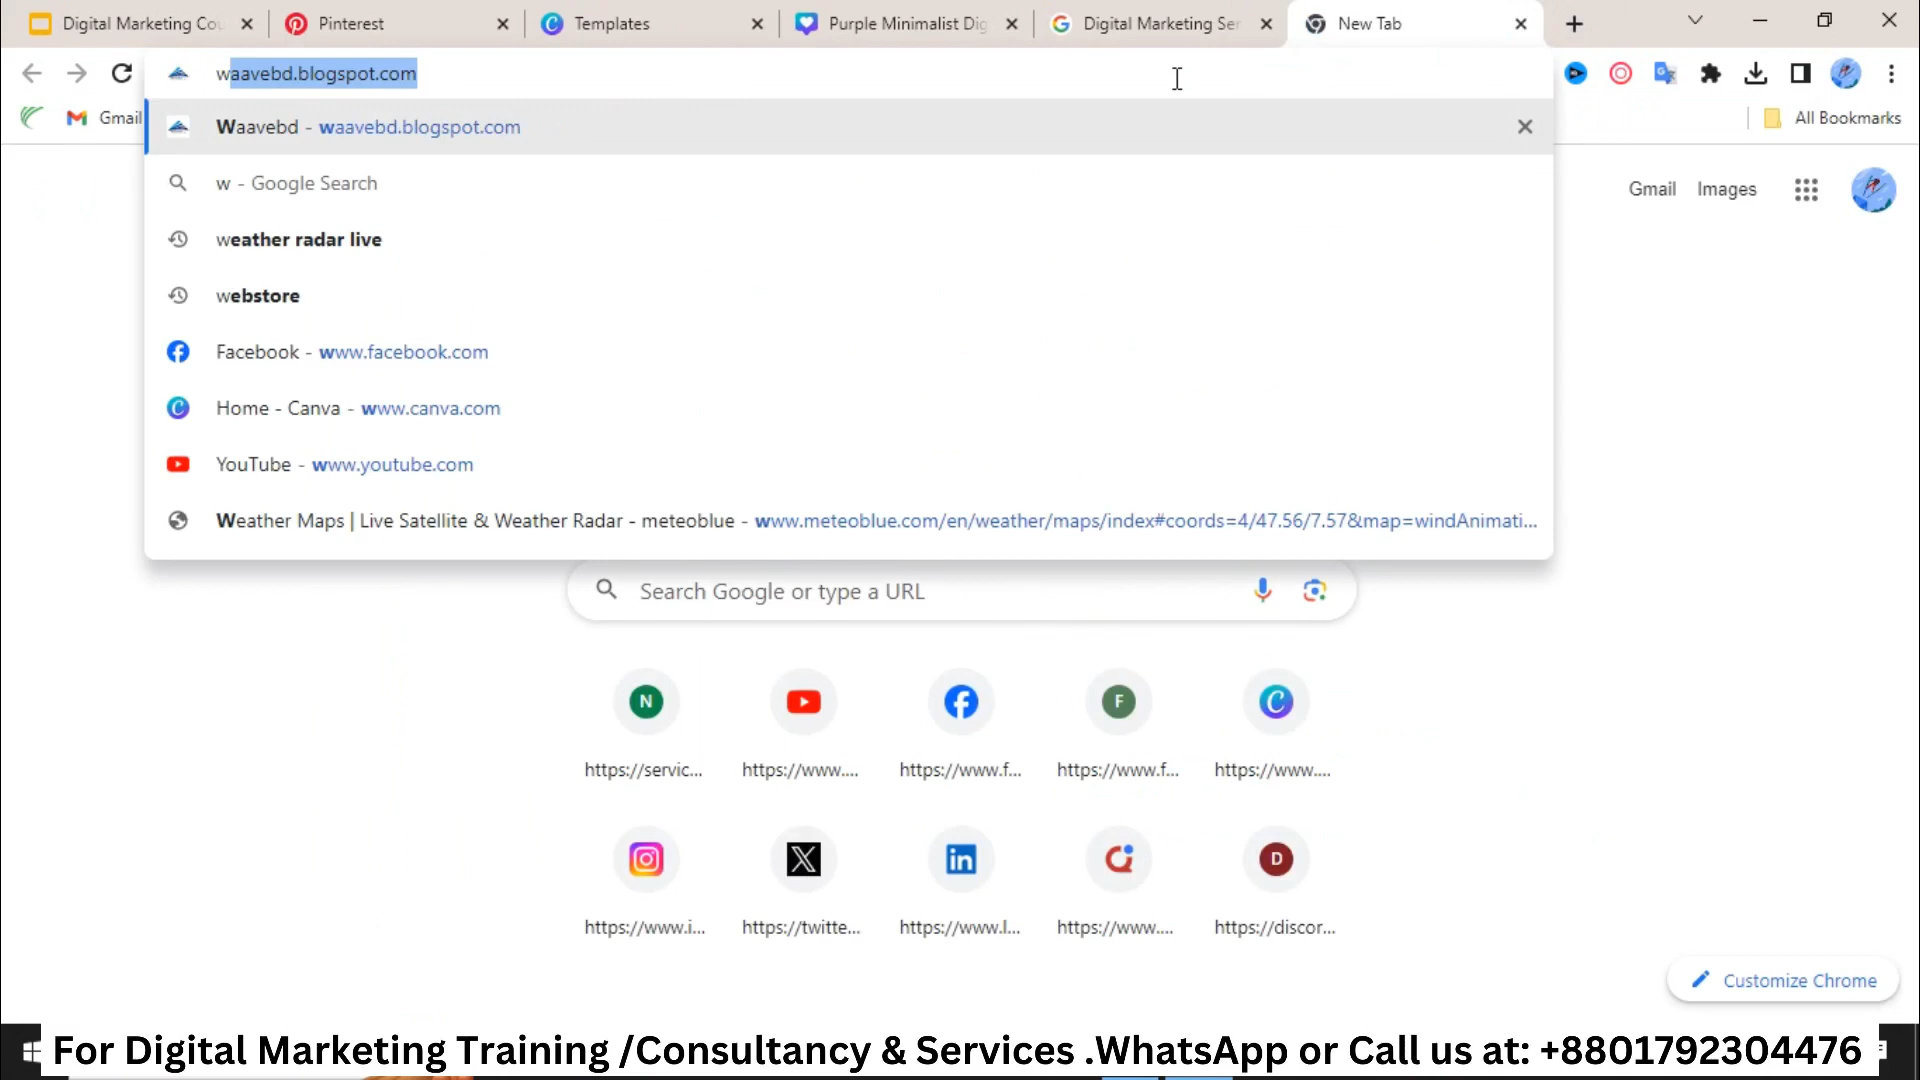 Digital Marketing Cou
Pinterest
Templates
Purple Minimalist Dig
Digital Marketing Ser
New Tab
waavebd.blogspot.com
Gmail
All Bookmarks
Waavebd - waavebd.blogspot.com
w - Google Search
weather radar live
webstore
Facebook - www.facebook.com
Home - Canva - www.canva.com
YouTube - www.youtube.com
Weather Maps | Live Satellite & Weather Radar - meteoblue - www.meteoblue.com/en/weather/maps/index#coords=4/47.56/7.57&map=windAnimati...
Gmail Images
Search Google or type a URL
N
F
https://servic...
https://www....
https://www.f...
https://www.f...
https://www....
D
https://www.i...
https://twitte...
https://www.l...
https://www....
https://discor...
Customize Chrome
For Digital Marketing Training /Consultancy & Services .WhatsApp or Call us at: +8801792304476